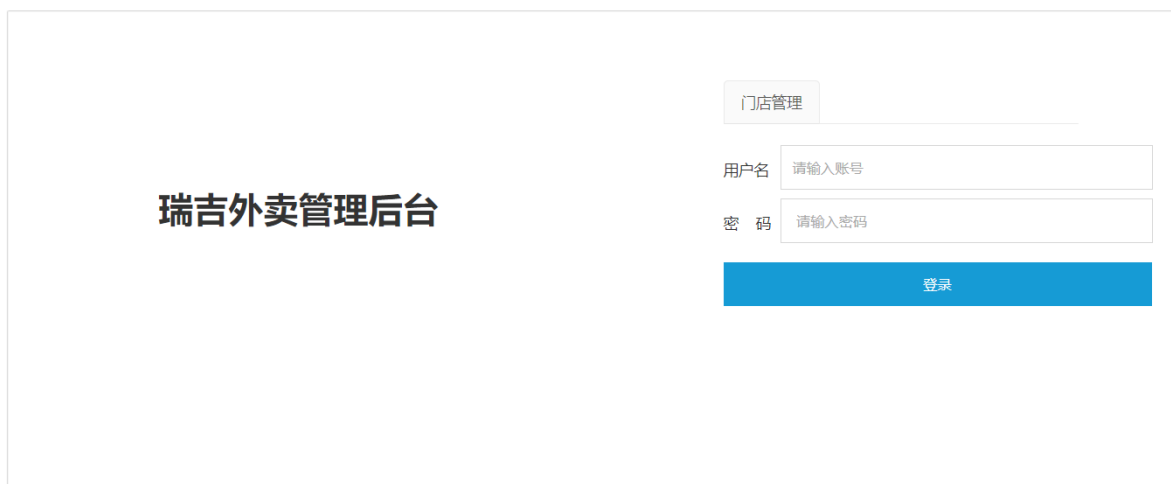 门店管理
用户名 请输入账号
瑞吉外卖管理后台
密 码 请输入密码
登录